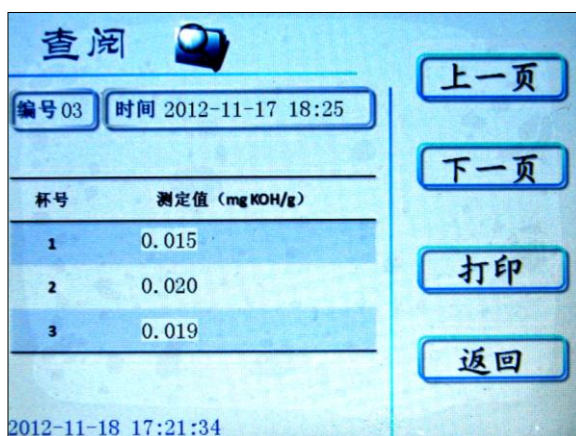 查阅
编号03 时间 2012-11-17 18:25
杯号 测定值（mg KOH/g）
1 0.015
2 0.020
3 0.019
2012-11-18 17:21:34
上一页
下一页
打印
返回